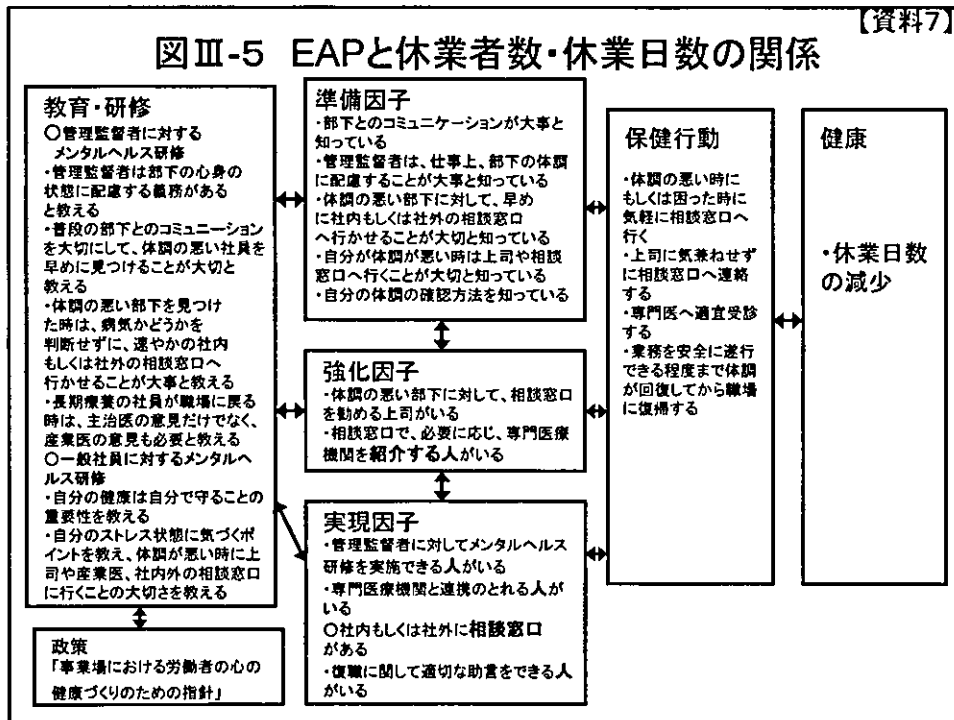 【資料7】
図Ⅲ-5 EAPと休業者数・休業日数の関係
教育・研修
○管理監督者に対する
メンタルヘルス研修
・管理監督者は部下の心身の
状態に配慮する義務がある
と教える
・普段の部下とのコミュニーション
を大切にして、体調の悪い社員を
早めに見つけることが大切と
教える
・体調の悪い部下を見つけ
た時は、病気かどうかを
判断せずに、速やかの社内
もしくは社外の相談窓口へ
行かせることが大事と教える
・長期療養の社員が職場に戻る
時は、主治医の意見だけでなく、
産業医の意見も必要と教える
○一般社員に対するメンタルヘ
ルス研修
・自分の健康は自分で守ることの
重要性を教える
・自分のストレス状態に気づくポ
イントを教え、体調が悪い時に上
司や産業医、社内外の相談窓口
に行くことの大切さを教える
政策
「事業場における労働者の心の
健康づくりのための指針」
準備因子
・部下とのコミュニケーションが大事と
知っている
・管理監督者は、仕事上、部下の体調
に配慮することが大事と知っている
・体調の悪い部下に対して、早め
に社内もしくは社外の相談窓口
へ行かせることが大切と知っている
・自分が体調が悪い時は上司や相談
窓口へ行くことが大切と知っている
・自分の体調の確認方法を知っている
強化因子
・体調の悪い部下に対して、相談窓口
を勧める上司がいる
・相談窓口で、必要に応じ、専門医療
機関を紹介する人がいる
実現因子
・管理監督者に対してメンタルヘルス
研修を実施できる人がいる
・専門医療機関と連携のとれる人が
いる
○社内もしくは社外に相談窓口
がある
・復職に関して適切な助言をできる人
がいる
保健行動
・体調の悪い時に
もしくは困った時に
気軽に相談窓口へ
行く
・上司に気兼ねせず
に相談窓口へ連絡
する
・専門医へ適宜受診
する
・業務を安全に遂行
できる程度まで体調
が回復してから職場
に復帰する
健康
・休業日数
の減少